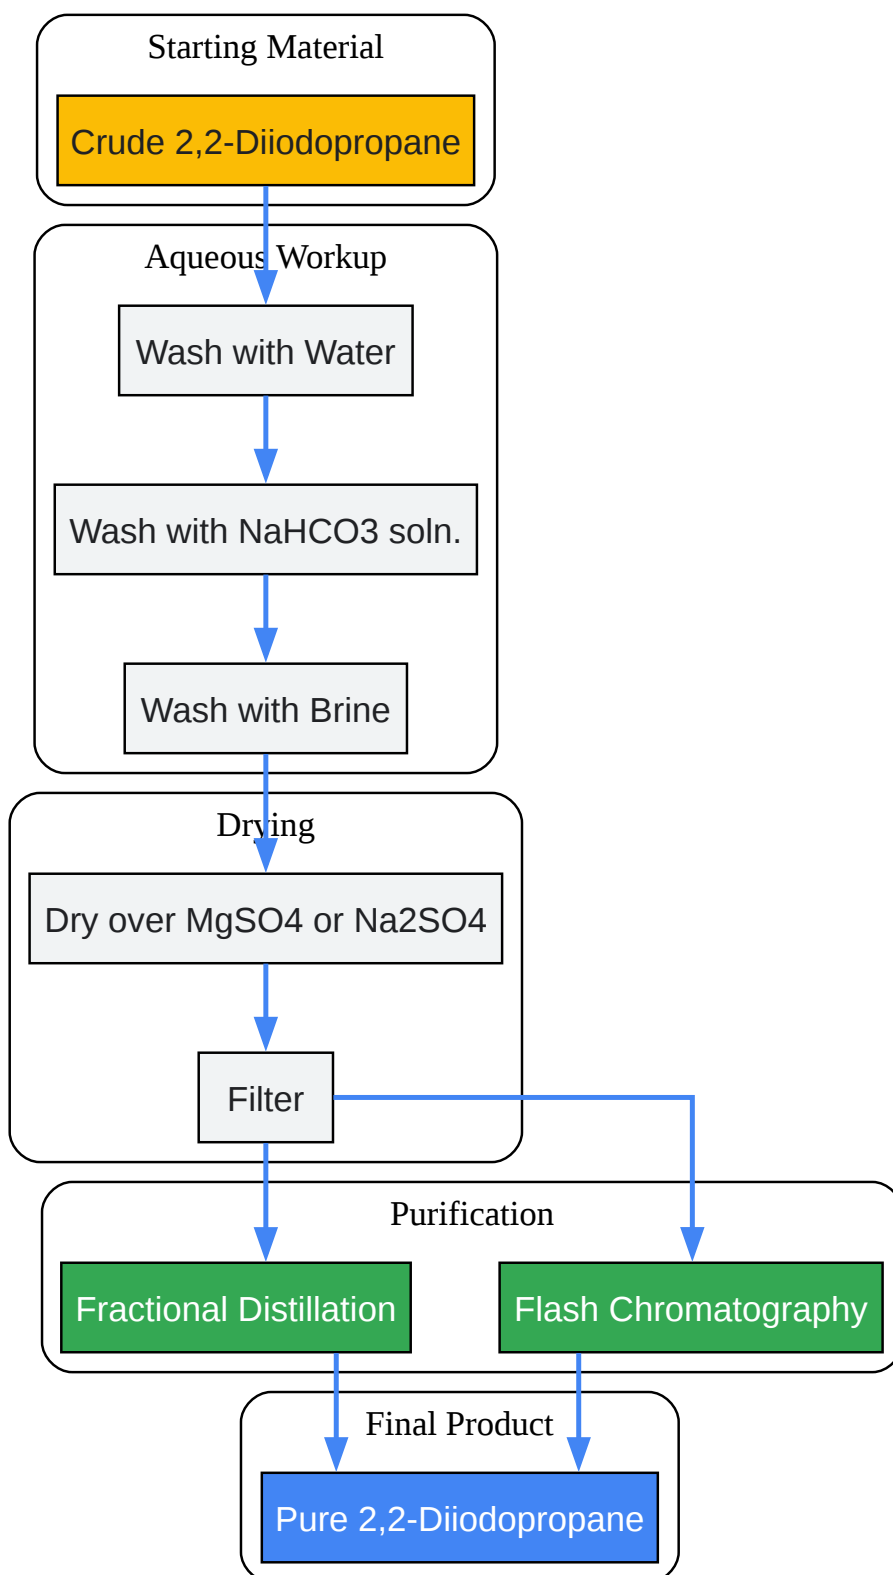 Starting Material
Crude 2,2-Diiodopropane
Aqueous Workup
Wash with Water
Wash with NaHCO3 soln.
Wash with Brine
Drying
Dry over MgSO4 or Na2SO4
Filter
Purification
Fractional Distillation
Flash Chromatography
Final Product
Pure 2,2-Diiodopropane